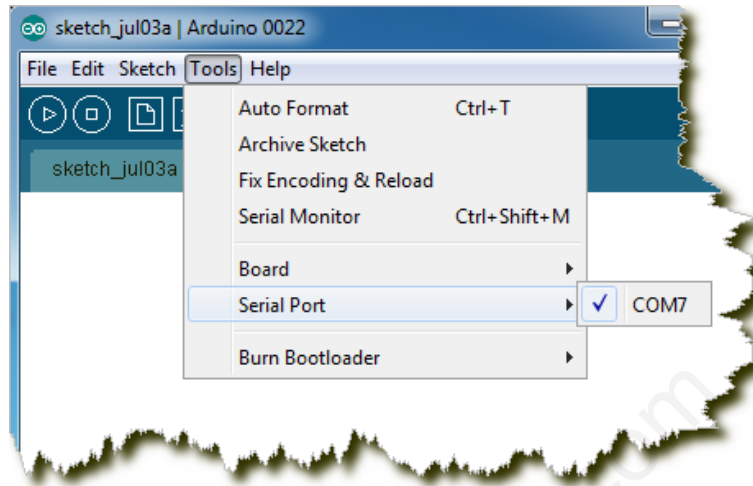 sketch_jul03a | Arduino 0022
File Edit Sketch Tools Help
Auto Format Ctrl+T
Archive Sketch
sketch_jul03a
Fix Encoding & Reload
Serial Monitor Ctrl+Shift+M
Board
Serial Port
COM7
Burn Bootloader
.com